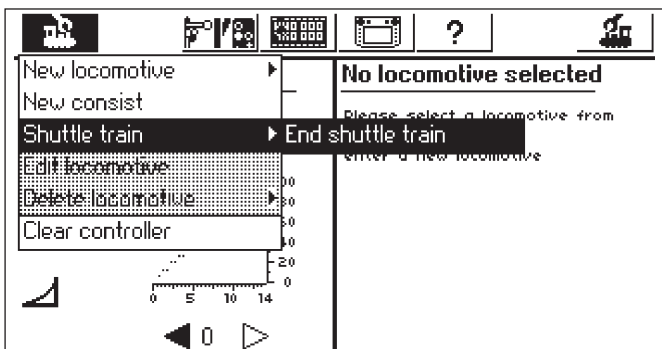 ?
New locomotive
New consist
Shuttle train
End shuttle train
Edit locomotive
Delete locomotive
Clear controller
No locomotive selected
Please select a locomotive from
enter a new locomotive
20
0
0 5 10 14
0